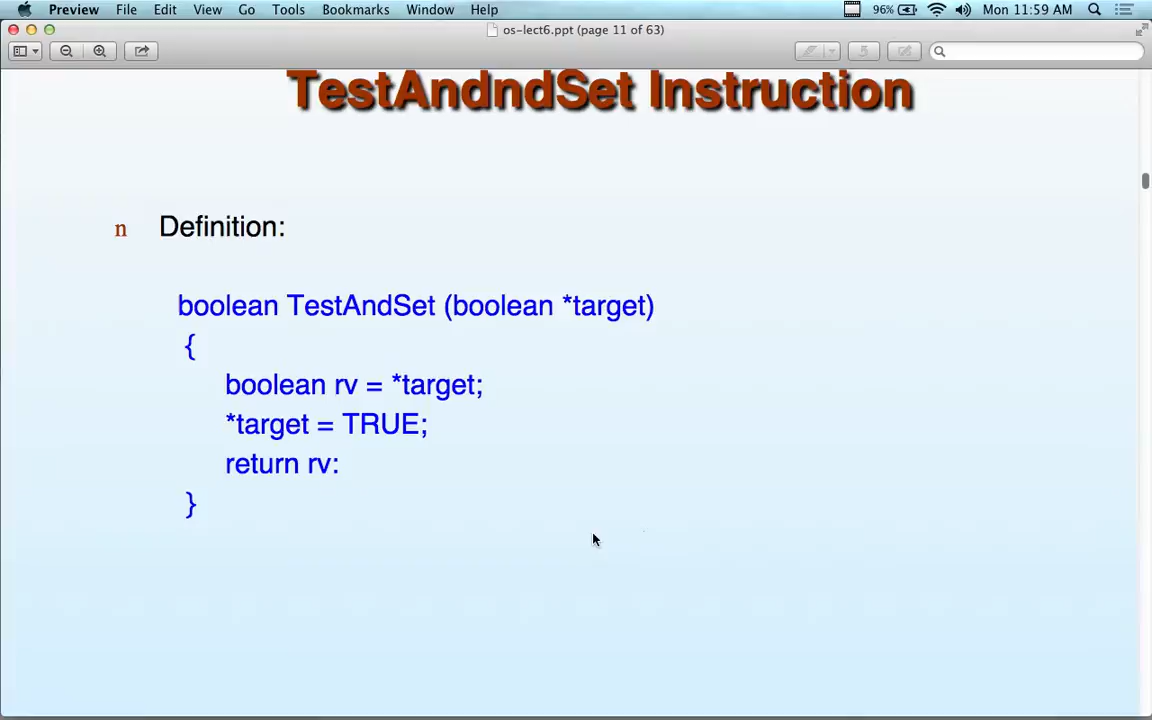 Preview File Edit View Go Tools Bookmarks Window Help 96% Mon 11:59 AM
os-lect6.ppt (page 11 of 63)
TestAndndSet Instruction
n Definition:
boolean TestAndSet (boolean *target)
{
boolean rv = *target;
*target = TRUE;
return rv:
}